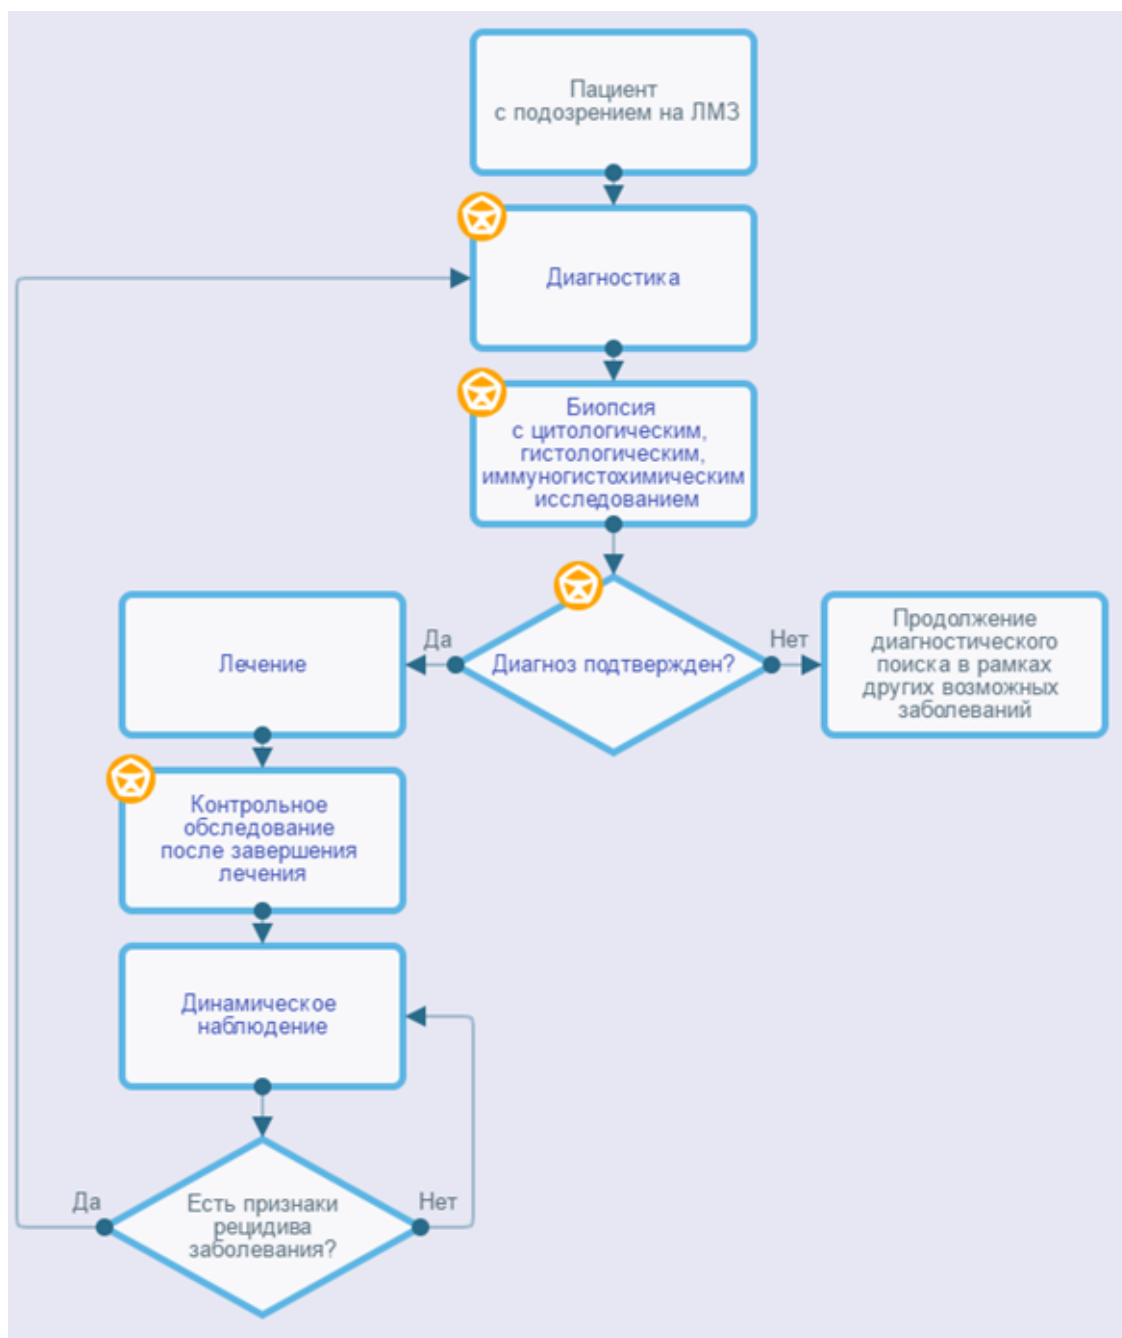 Пациент
с подозрением на ЛМЗ
Диагностика
Биопсия
с цитологическим,
гистологическим,
иммуногистохимическим
исследованием
Да
Диагноз подтвержден?
Нет
Лечение
Продолжение
диагностического
поиска в рамках
других возможных
заболеваний
Контрольное
обследование
после завершения
лечения
Динамическое
наблюдение
Да
Есть признаки
рецидива
заболевания?
Нет